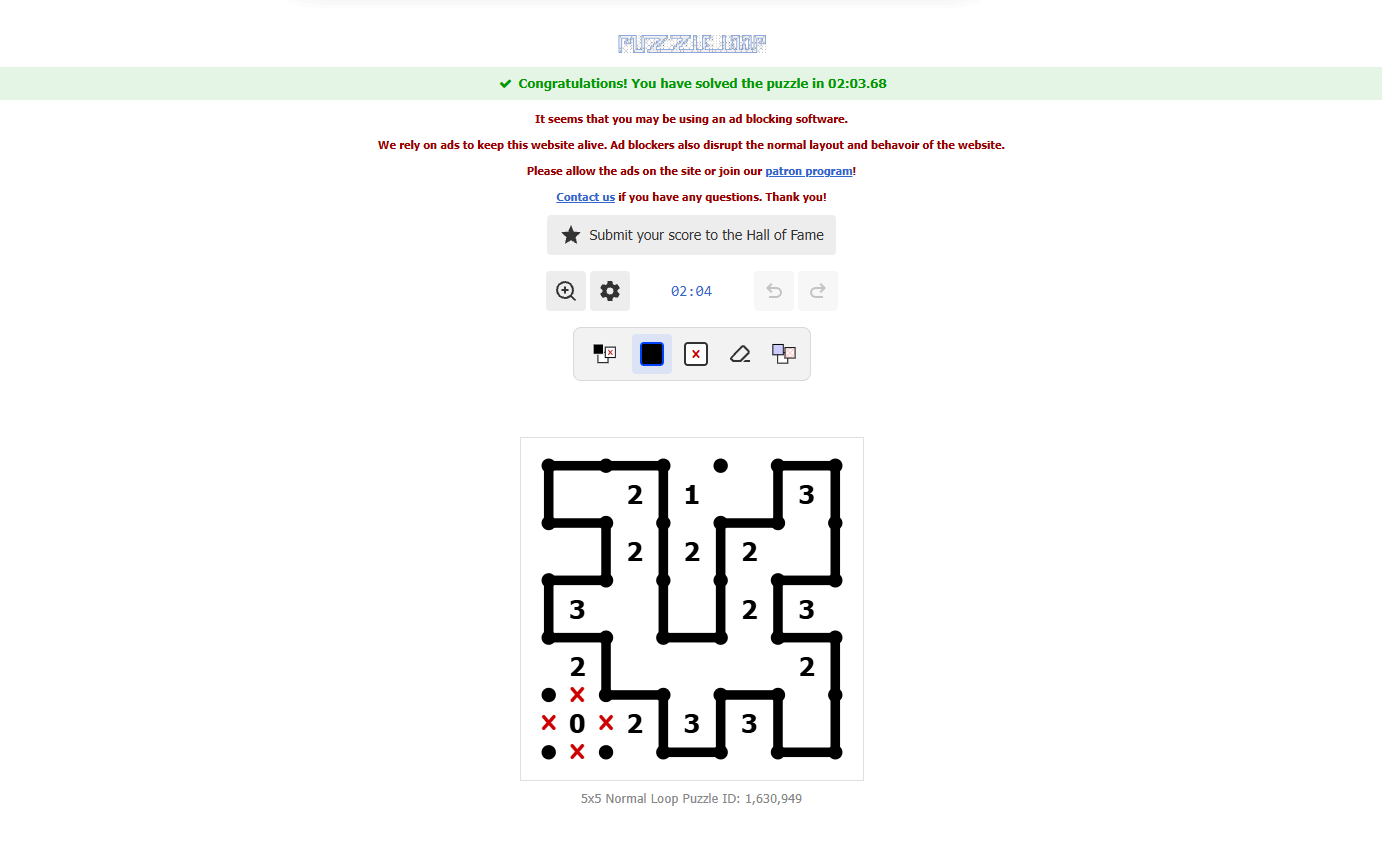 PUZZLE LOOP
Congratulations! You have solved the puzzle in 02:03.68
It seems that you may be using an ad blocking software.
We rely on ads to keep this website alive. Ad blockers also disrupt the normal layout and behavoir of the website.
Please allow the ads on the site or join our patron program!
Contact us if you have any questions. Thank you!
Submit your score to the Hall of Fame
02:04
2 1 3
2 2 2
3 2 3
2 2
0 2 3 3
5x5 Normal Loop Puzzle ID: 1,630,949